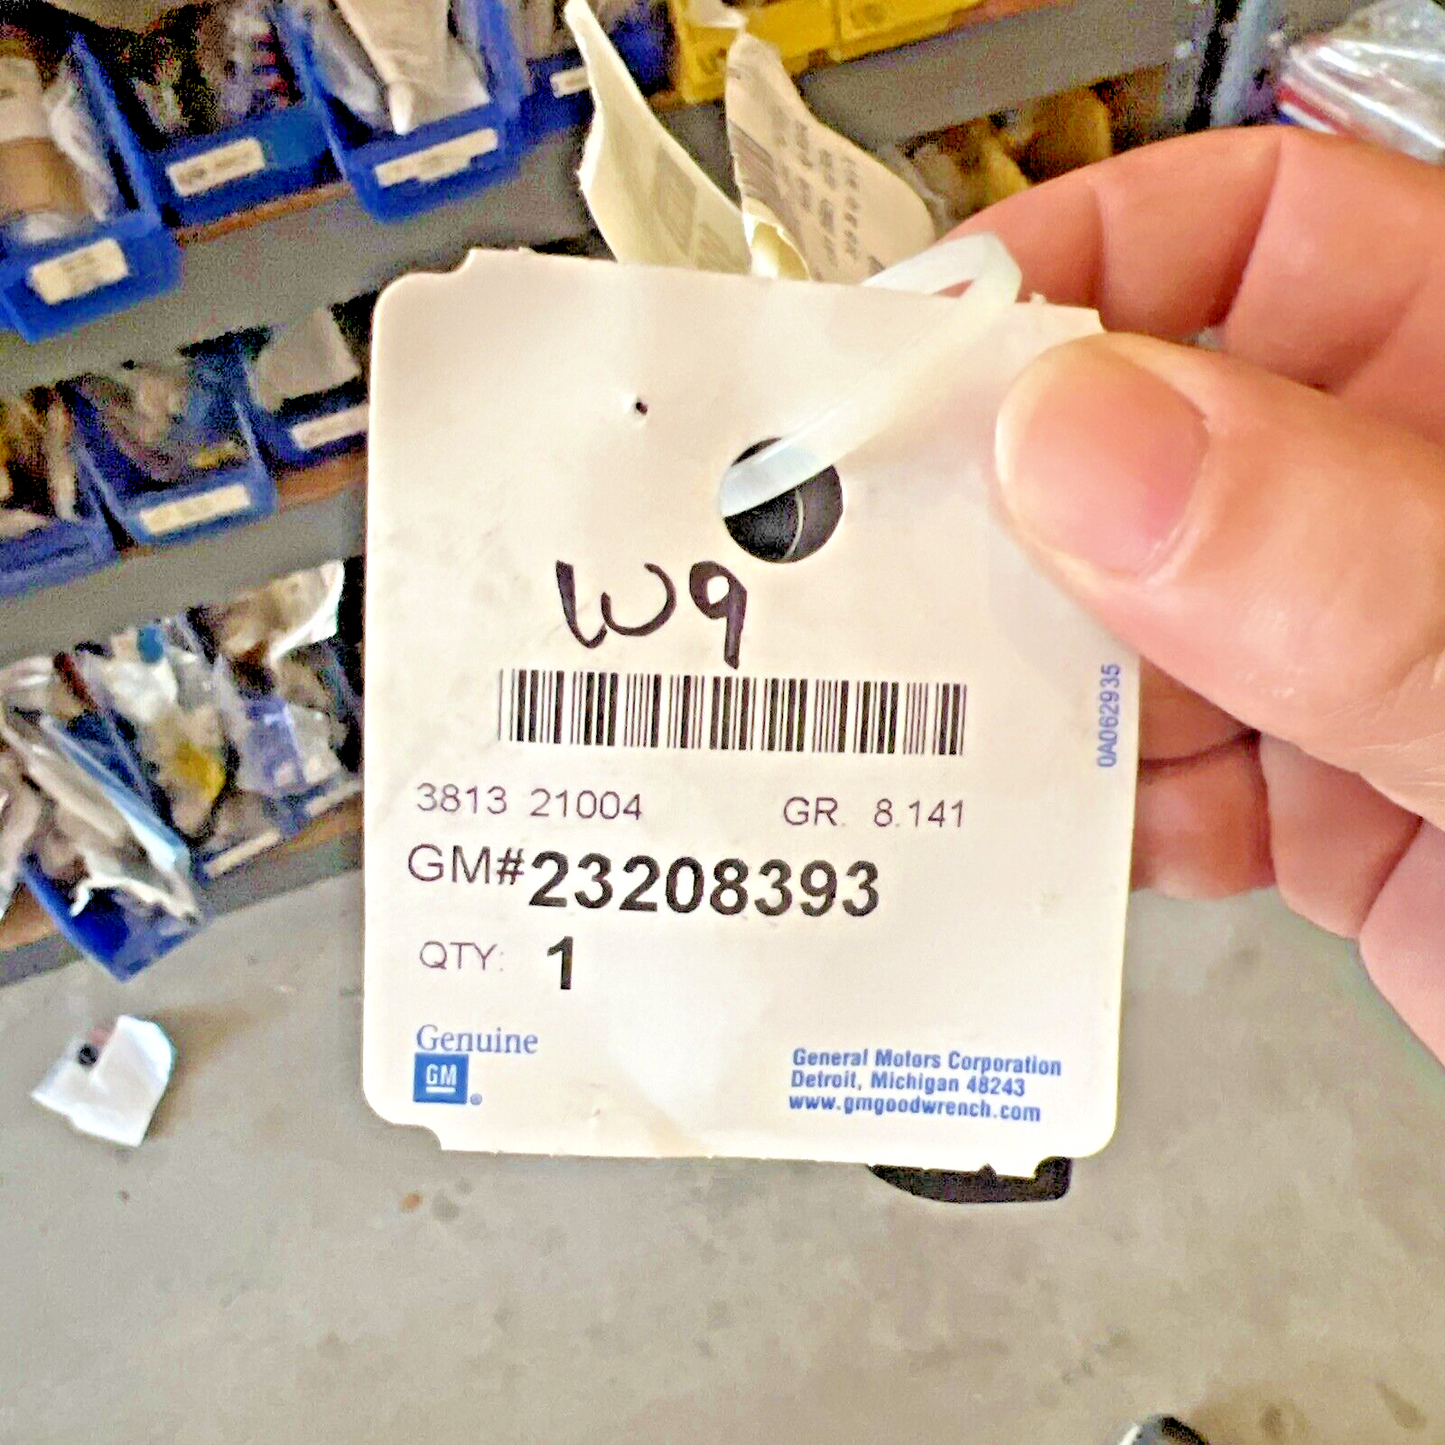 W9
0A062935
3813 21004 GR. 8.141
GM#23208393
QTY: 1
Genuine
GM®
General Motors Corporation
Detroit, Michigan 48243
www.gmgoodwrench.com